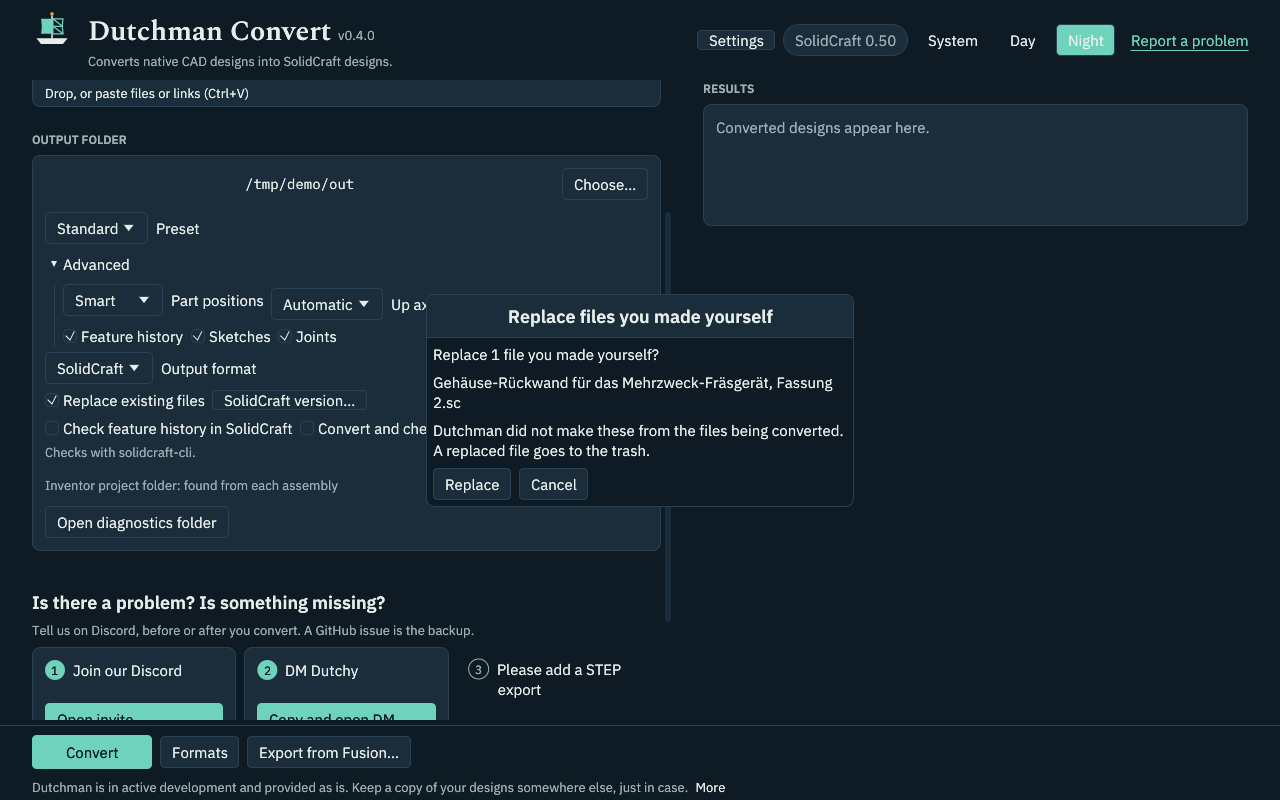 Dutchman Convert v0.4.0
Converts native CAD designs into SolidCraft designs.
Settings
SolidCraft 0.50
System
Day
Night
Report a problem
Drop, or paste files or links (Ctrl+V)
OUTPUT FOLDER
/tmp/demo/out
Choose...
Standard
Preset
Advanced
Smart
Part positions
Automatic
Up ax
Feature history
Sketches
Joints
SolidCraft
Output format
Replace existing files
SolidCraft version...
Check feature history in SolidCraft
Convert and che
Checks with solidcraft-cli.
Inventor project folder: found from each assembly
Open diagnostics folder
RESULTS
Converted designs appear here.
Replace files you made yourself
Replace 1 file you made yourself?
Gehäuse-Rückwand für das Mehrzweck-Fräsgerät, Fassung
2.sc
Dutchman did not make these from the files being converted.
A replaced file goes to the trash.
Replace
Cancel
Is there a problem? Is something missing?
Tell us on Discord, before or after you convert. A GitHub issue is the backup.
1 Join our Discord
Open invite
2 DM Dutchy
Copy and open DM
3 Please add a STEP
export
Convert
Formats
Export from Fusion...
Dutchman is in active development and provided as is. Keep a copy of your designs somewhere else, just in case. More